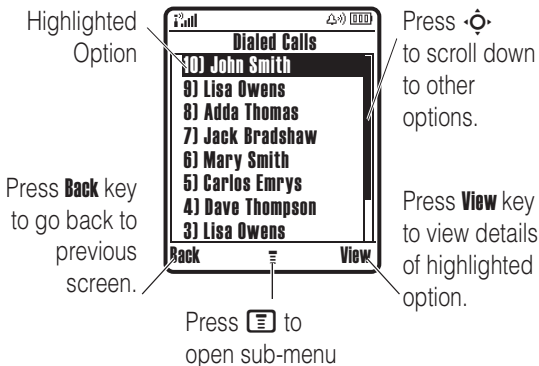 Highlighted
Option
Dialed Calls
10) John Smith
9) Lisa Owens
8) Adda Thomas
7) Jack Bradshaw
6) Mary Smith
5) Carlos Emrys
4) Dave Thompson
3) Lisa Owens
Back
View
Press
to scroll down
to other
options.
Press Back key
to go back to
previous
screen.
Press View key
to view details
of highlighted
option.
Press to
open sub-menu